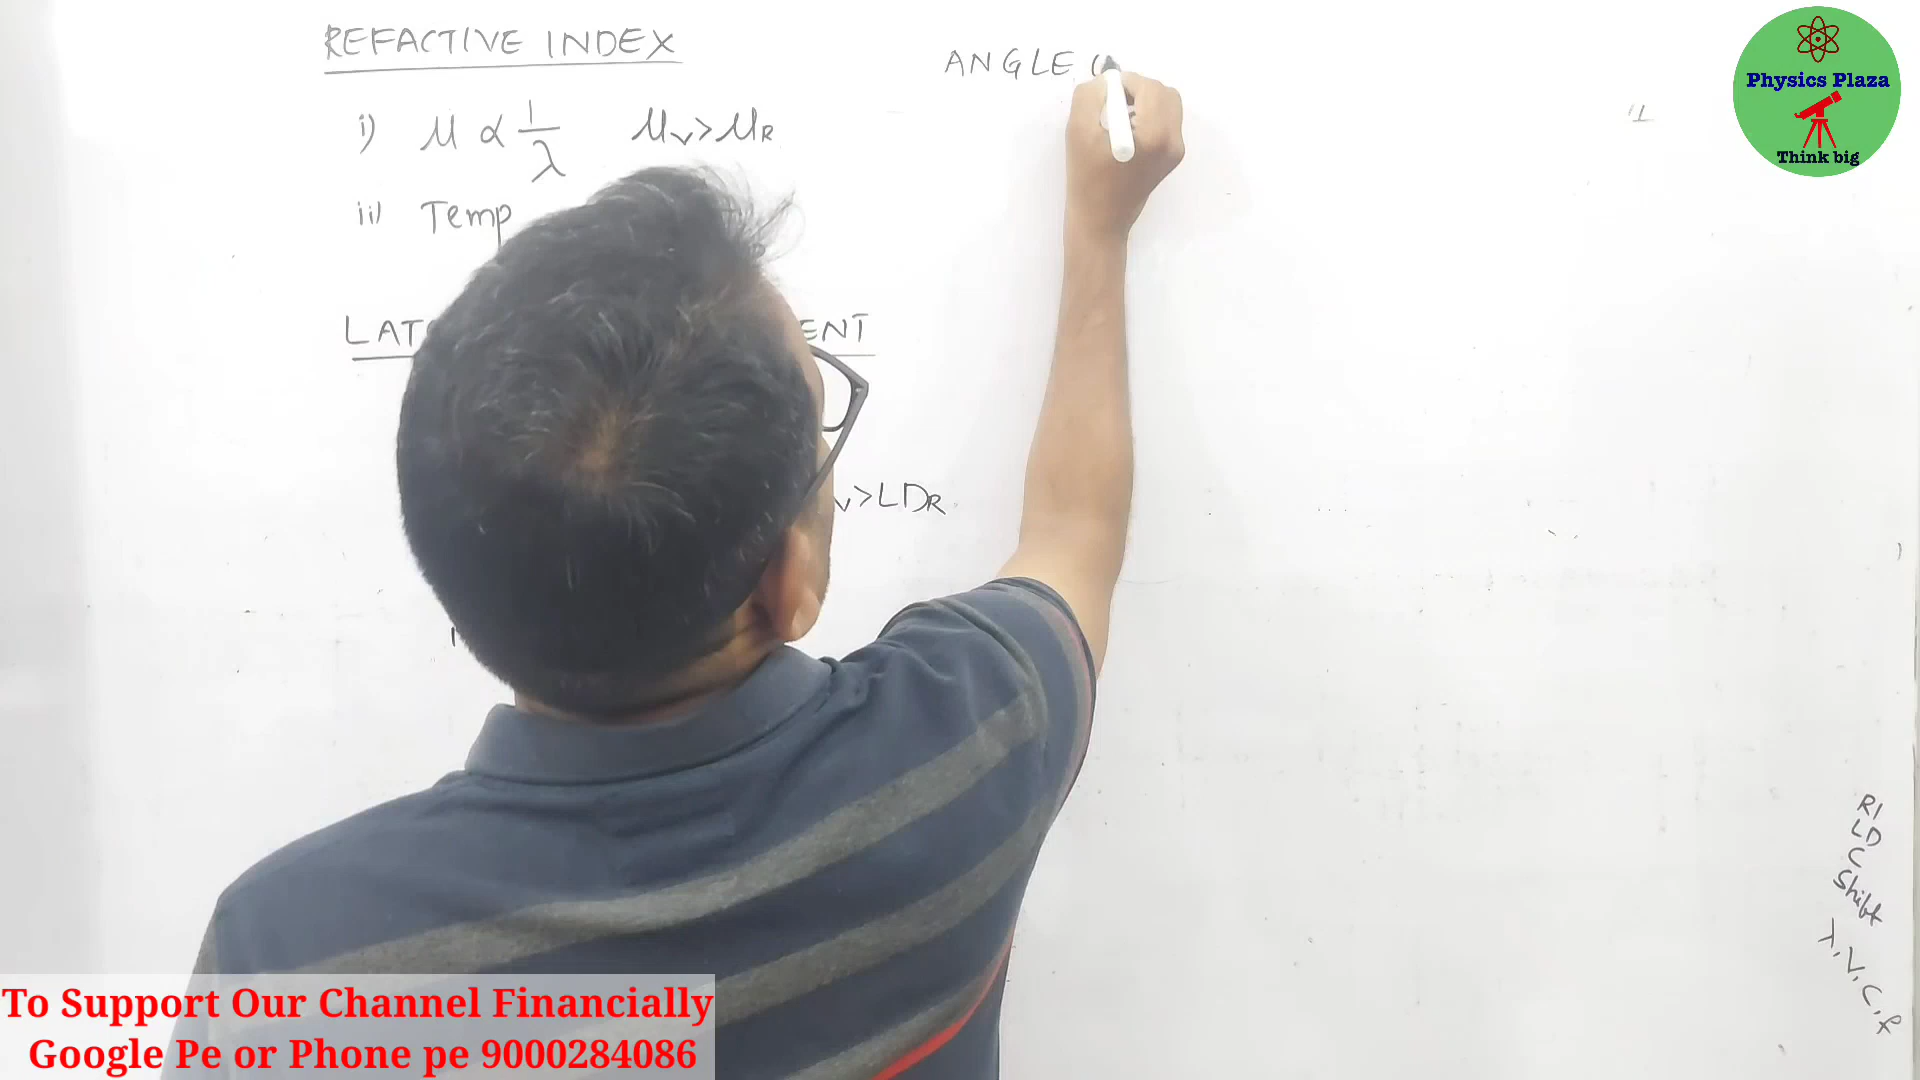 REFACTIVE INDEX
i) μ ∝ 1/λ μv>μR
ii) Temp
LAT ENT
v>LDR
ANGLE
Physics Plaza
Think big
RI
LD
C
Shift
λ, V, C, f
To Support Our Channel Financially
Google Pe or Phone pe 9000284086